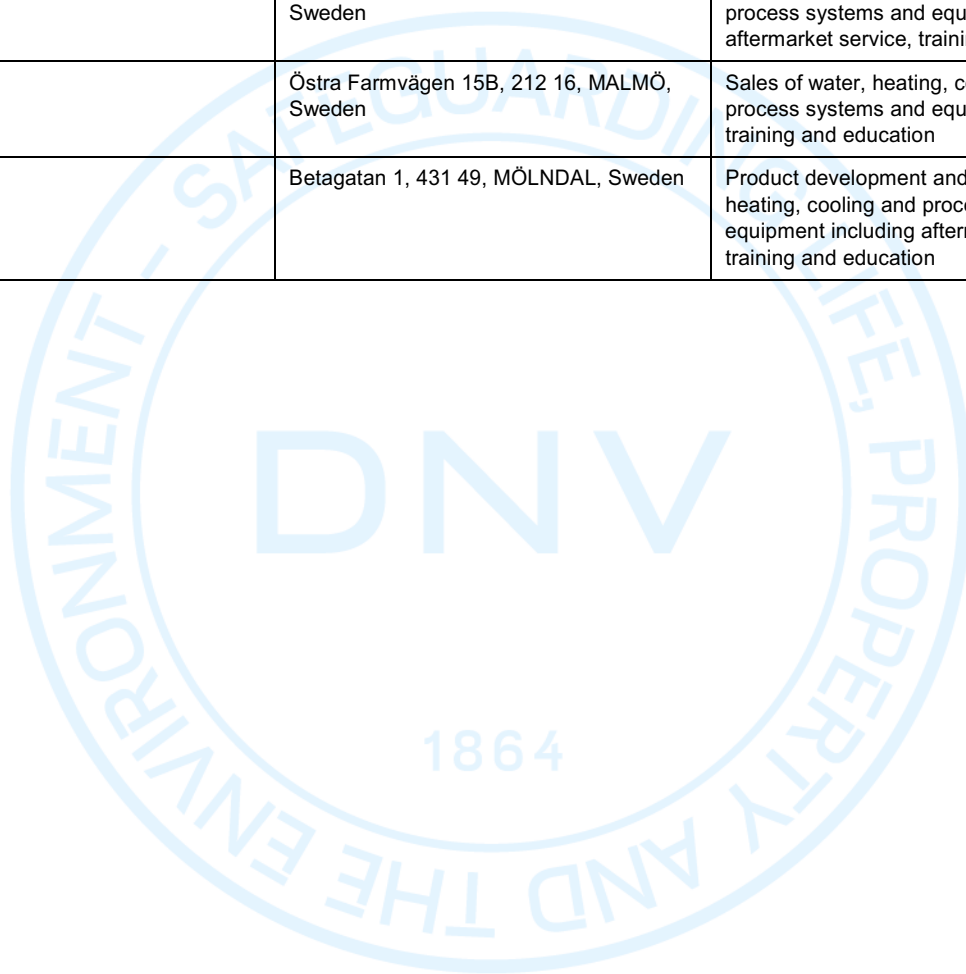 Sweden
process systems and equ
aftermarket service, traini
Östra Farmvägen 15B, 212 16, MALMÖ,
Sweden
Sales of water, heating, c
process systems and equ
training and education
Betagatan 1, 431 49, MÖLNDAL, Sweden
Product development and
heating, cooling and proc
equipment including after
training and education
SAFEGUARDING LIFE, PROPERTY AND THE ENVIRONMENT –
DNV
1864